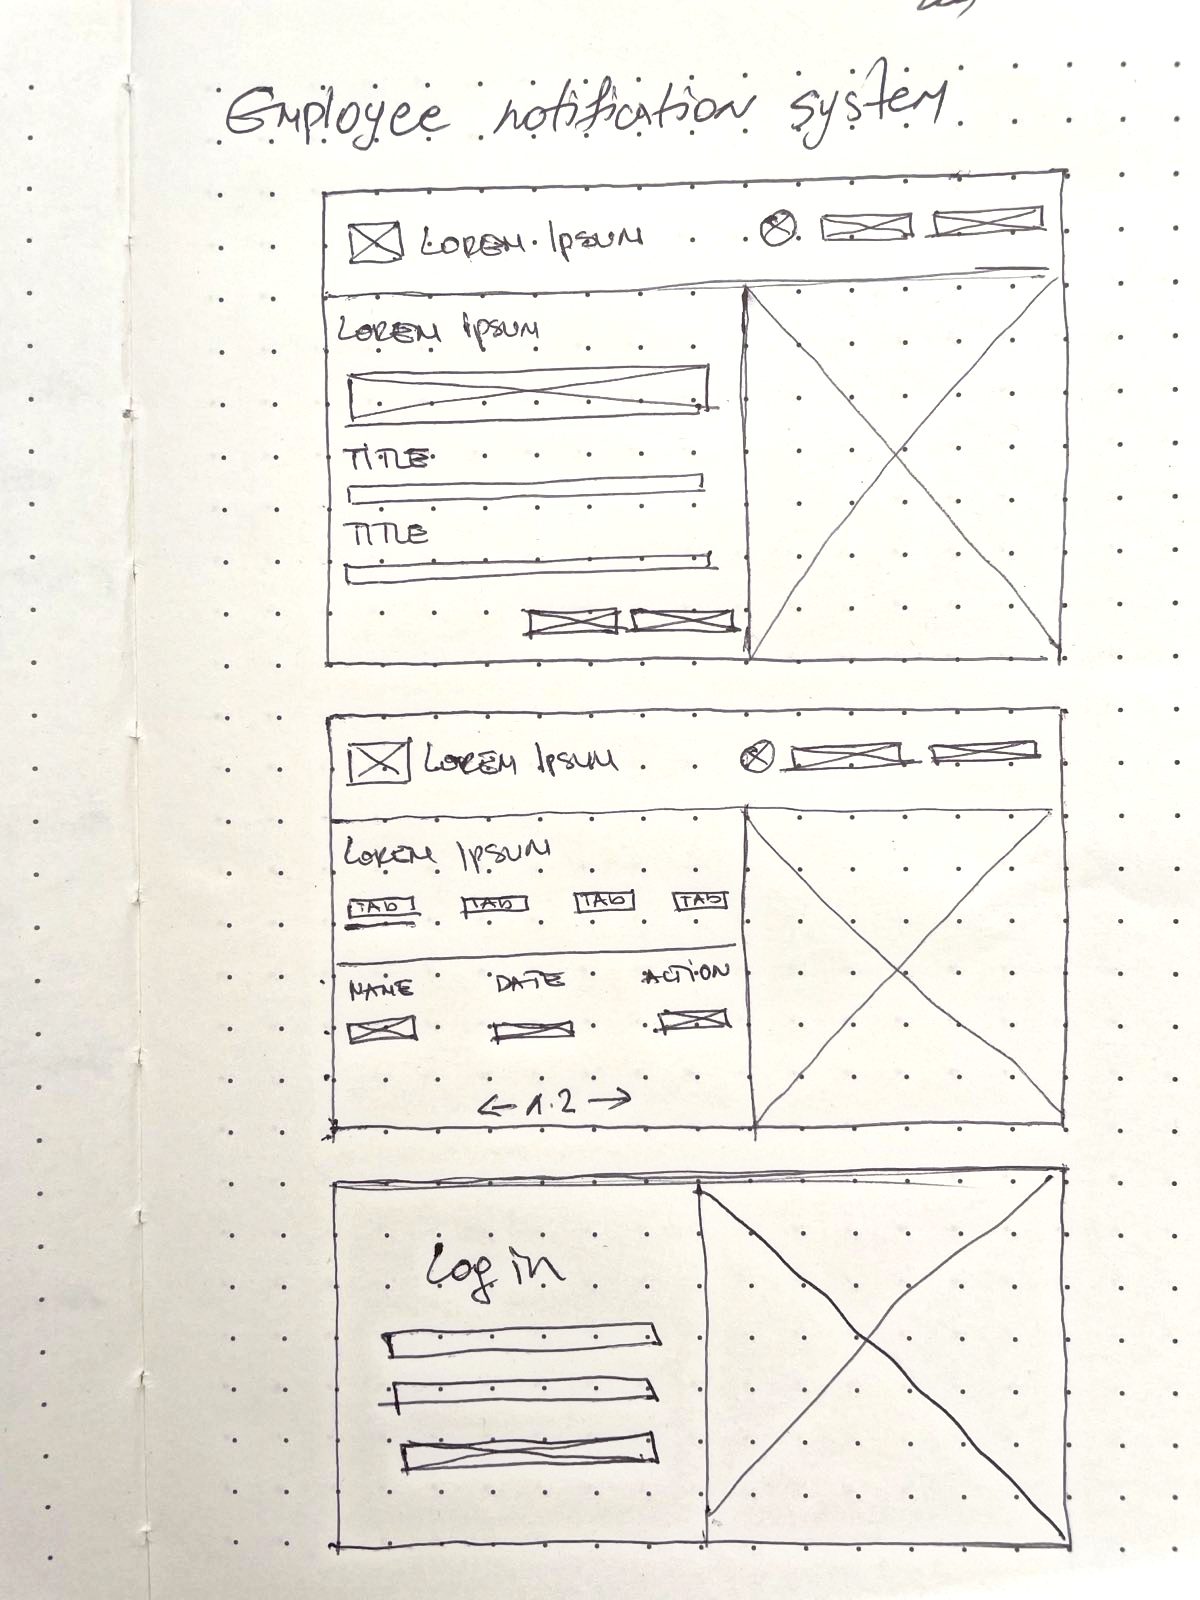 Employee notification system
LOREM IPSUM
LOREM IPSUM
TITLE
TITLE
LOREM IPSUM
LOREM IPSUM
TAB TAB TAB TAB
NAME DATE ACTION
← 1.2 →
Log in